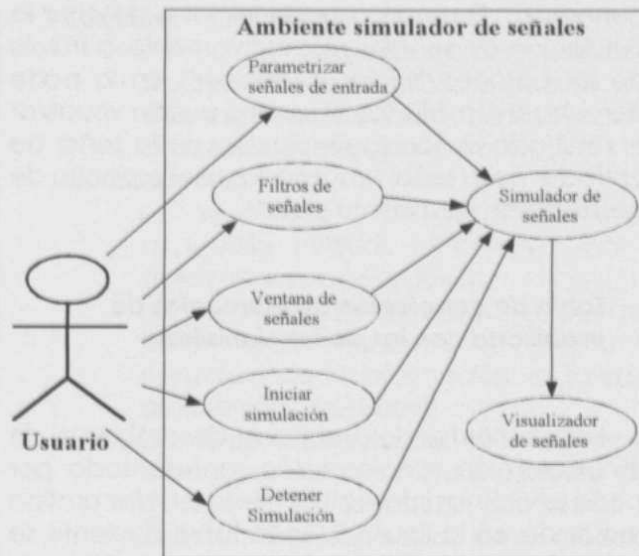 Ambiente simulador de señales
Parametrizar
señales de entrada
Filtros de
señales
Simulador de
señales
Ventana de
señales
Iniciar
simulación
Visualizador
de señales
Usuario
Detener
Simulación